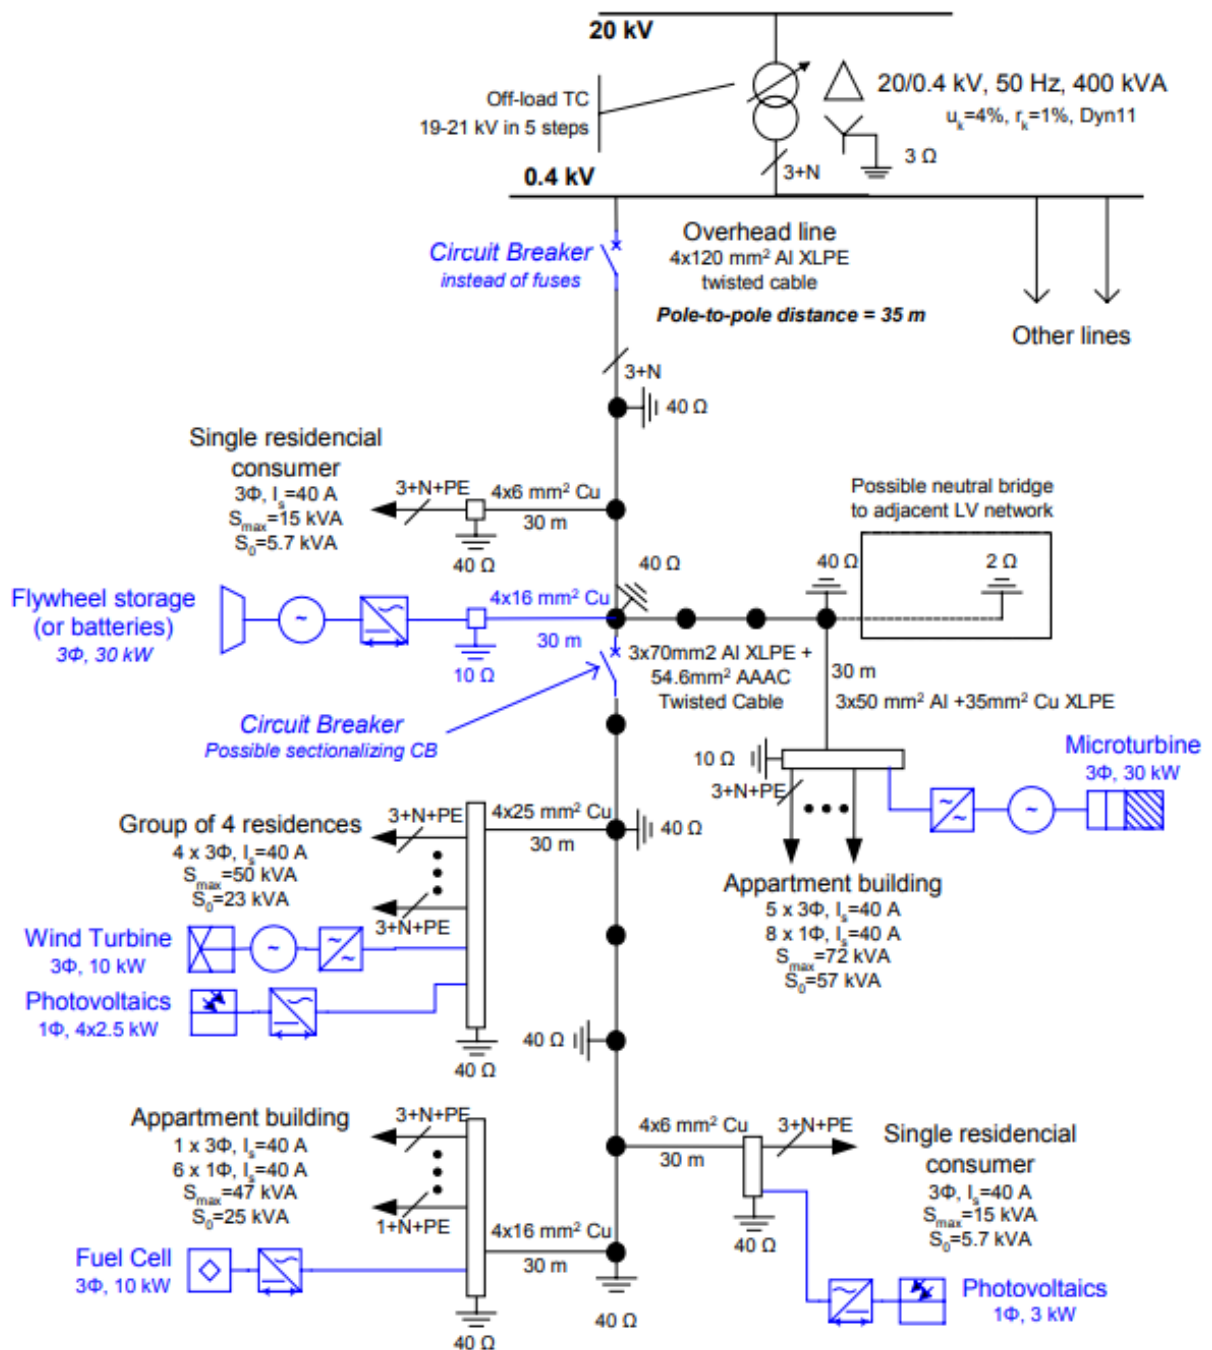 20 kV
Off-load TC
19-21 kV in 5 steps
20/0.4 kV, 50 Hz, 400 kVA
uk=4%, rk=1%, Dyn11
3 Ω
3+N
0.4 kV
Circuit Breaker
instead of fuses
Overhead line
4x120 mm² Al XLPE
twisted cable
Pole-to-pole distance = 35 m
Other lines
3+N
40 Ω
Single residencial
consumer
3Φ, Is=40 A
Smax=15 kVA
S0=5.7 kVA
3+N+PE
4x6 mm² Cu
30 m
40 Ω
Possible neutral bridge
to adjacent LV network
40 Ω
40 Ω
2 Ω
Flywheel storage
(or batteries)
3Φ, 30 kW
~
4x16 mm² Cu
30 m
10 Ω
3x70mm2 Al XLPE +
54.6mm² AAAC
Twisted Cable
30 m
3x50 mm² Al +35mm² Cu XLPE
Circuit Breaker
Possible sectionalizing CB
10 Ω
3+N+PE
Microturbine
3Φ, 30 kW
~
Appartment building
5 x 3Φ, Is=40 A
8 x 1Φ, Is=40 A
Smax=72 kVA
S0=57 kVA
Group of 4 residences
4 x 3Φ, Is=40 A
Smax=50 kVA
S0=23 kVA
3+N+PE
3+N+PE
4x25 mm² Cu
30 m
40 Ω
Wind Turbine
3Φ, 10 kW
~
Photovoltaics
1Φ, 4x2.5 kW
40 Ω
40 Ω
Appartment building
1 x 3Φ, Is=40 A
6 x 1Φ, Is=40 A
Smax=47 kVA
S0=25 kVA
3+N+PE
1+N+PE
4x16 mm² Cu
30 m
Fuel Cell
3Φ, 10 kW
40 Ω
40 Ω
4x6 mm² Cu
30 m
3+N+PE
40 Ω
Single residencial
consumer
3Φ, Is=40 A
Smax=15 kVA
S0=5.7 kVA
Photovoltaics
1Φ, 3 kW